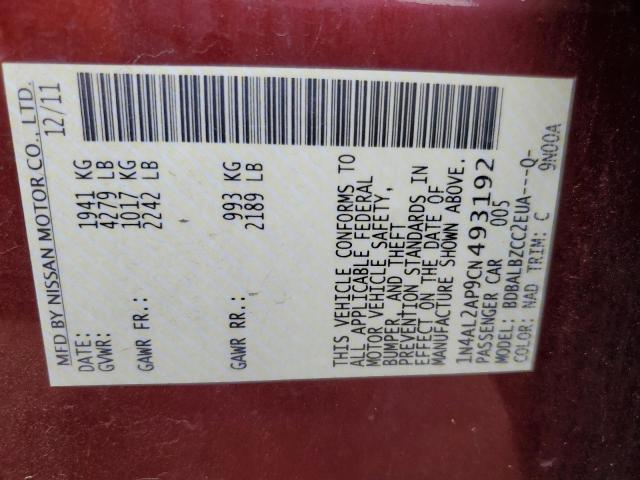 MFD BY NISSAN MOTOR CO., LTD.
DATE: 12/11
GVWR: 1941 KG
4279 LB
GAWR FR.: 1017 KG
2242 LB
GAWR RR.: 993 KG
2189 LB
THIS VEHICLE CONFORMS TO
ALL APPLICABLE FEDERAL
MOTOR VEHICLE SAFETY,
BUMPER, AND THEFT
PREVENTION STANDARDS IN
EFFECT ON THE DATE OF
MANUFACTURE SHOWN ABOVE.
1N4AL2AP9CN493192
PASSENGER CAR 005
MODEL: BDBALBZCCC2EUA---Q-
COLOR: NAD TRIM: C 9N00A